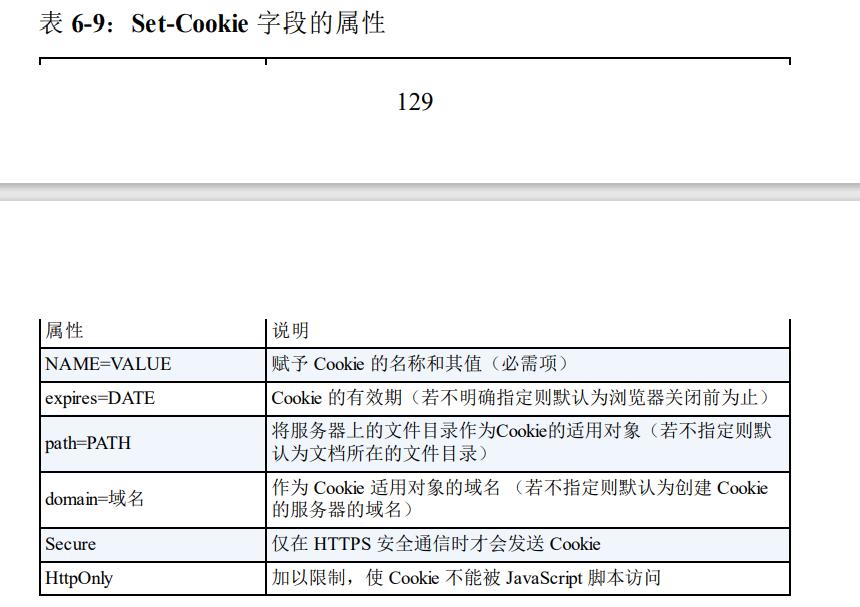 表 6-9：Set-Cookie 字段的属性
129
属性
说明
NAME=VALUE
赋予 Cookie 的名称和其值（必需项）
expires=DATE
Cookie 的有效期（若不明确指定则默认为浏览器关闭前为止）
path=PATH
将服务器上的文件目录作为Cookie的适用对象（若不指定则默
认为文档所在的文件目录）
domain=域名
作为 Cookie 适用对象的域名 （若不指定则默认为创建 Cookie
的服务器的域名）
Secure
仅在 HTTPS 安全通信时才会发送 Cookie
HttpOnly
加以限制，使 Cookie 不能被 JavaScript 脚本访问